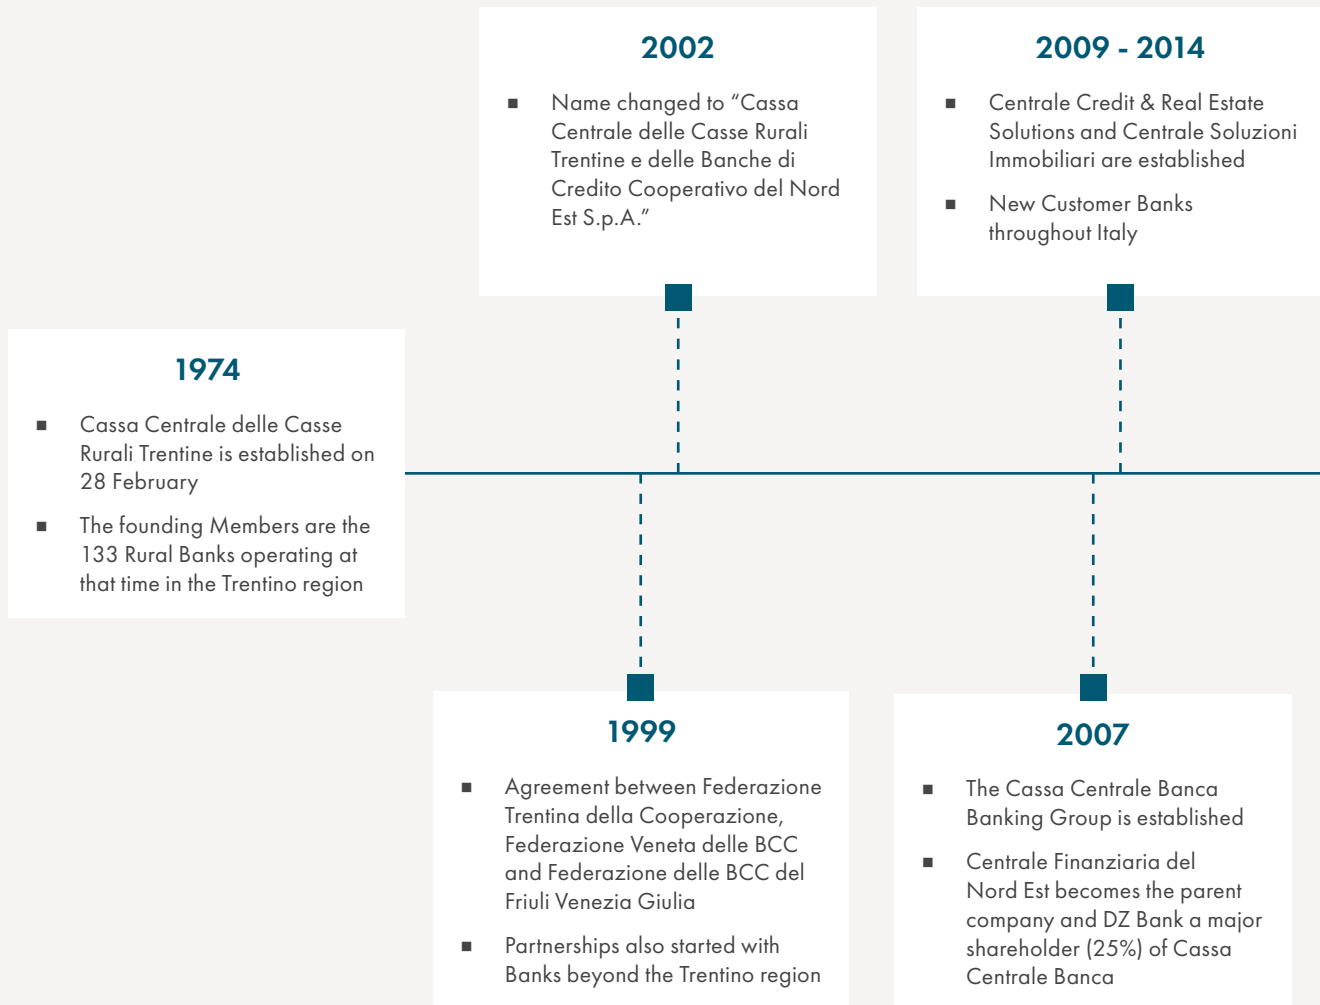 1974
■ Cassa Centrale delle Casse
Rurali Trentine is established on
28 February
■ The founding Members are the
133 Rural Banks operating at
that time in the Trentino region
1999
■ Agreement between Federazione
Trentina della Cooperazione,
Federazione Veneta delle BCC
and Federazione delle BCC del
Friuli Venezia Giulia
■ Partnerships also started with
Banks beyond the Trentino region
2002
■ Name changed to “Cassa
Centrale delle Casse Rurali
Trentine e delle Banche di
Credito Cooperativo del Nord
Est S.p.A.”
2007
■ The Cassa Centrale Banca
Banking Group is established
■ Centrale Finanziaria del
Nord Est becomes the parent
company and DZ Bank a major
shareholder (25%) of Cassa
Centrale Banca
2009 - 2014
■ Centrale Credit & Real Estate
Solutions and Centrale Soluzioni
Immobiliari are established
■ New Customer Banks
throughout Italy